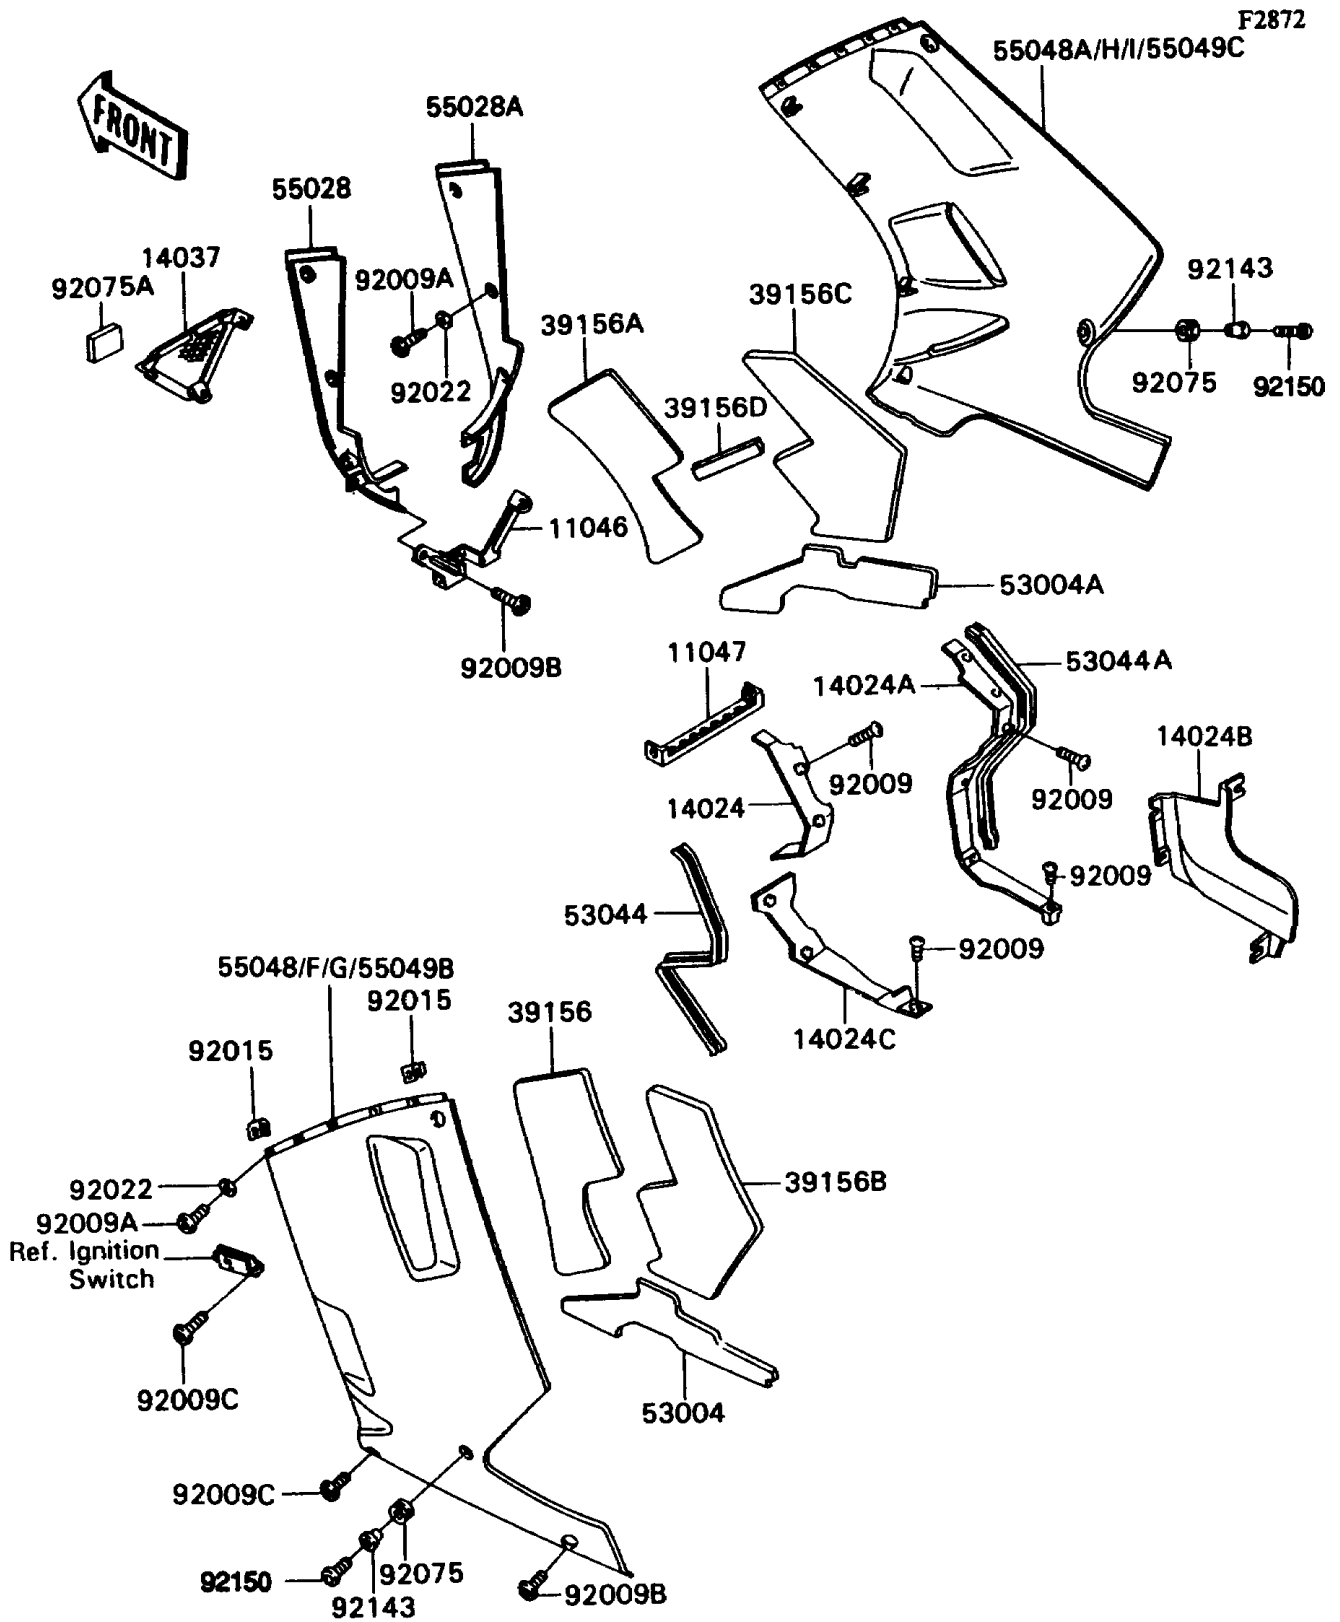 F2872
55048A/H/I/55049C
FRONT
55028A
55028
14037
92075A
92009A
39156A
39156C
92143
92022
39156D
92075
92150
11046
53004A
92009B
11047
53044A
14024A
14024B
92009
92009
14024
92009
53044
92009
55048/F/G/55049B
92015
39156
14024C
92015
92022
39156B
92009A
Ref. Ignition
Switch
92009C
53004
92009C
92075
92150
92009B
92143